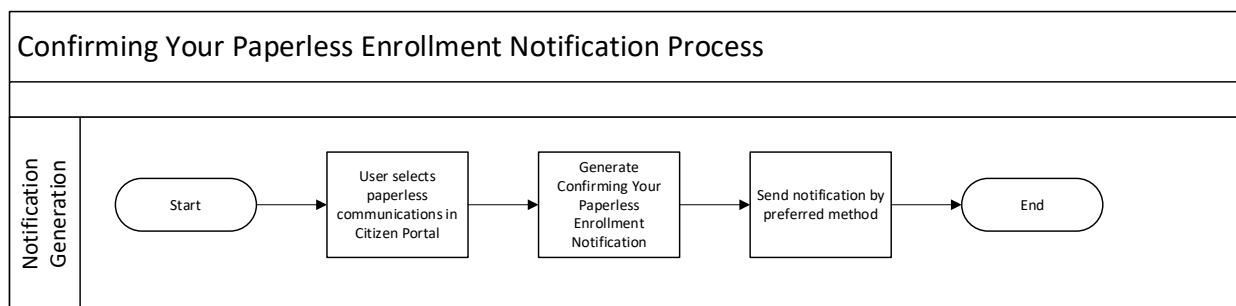 Confirming Your Paperless Enrollment Notification Process
Notification
Generation
Start
User selects
paperless
communications in
Citizen Portal
Generate
Confirming Your
Paperless
Enrollment
Notification
Send notification by
preferred method
End